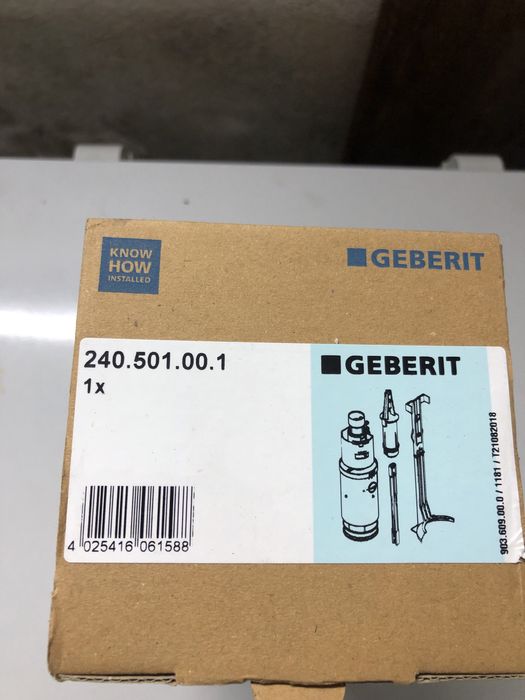 KNOW
HOW
INSTALLED
GEBERIT
240.501.00.1
1x
GEBERIT
4 025416 061588
903.609.00.0 / 1181 / T21082018